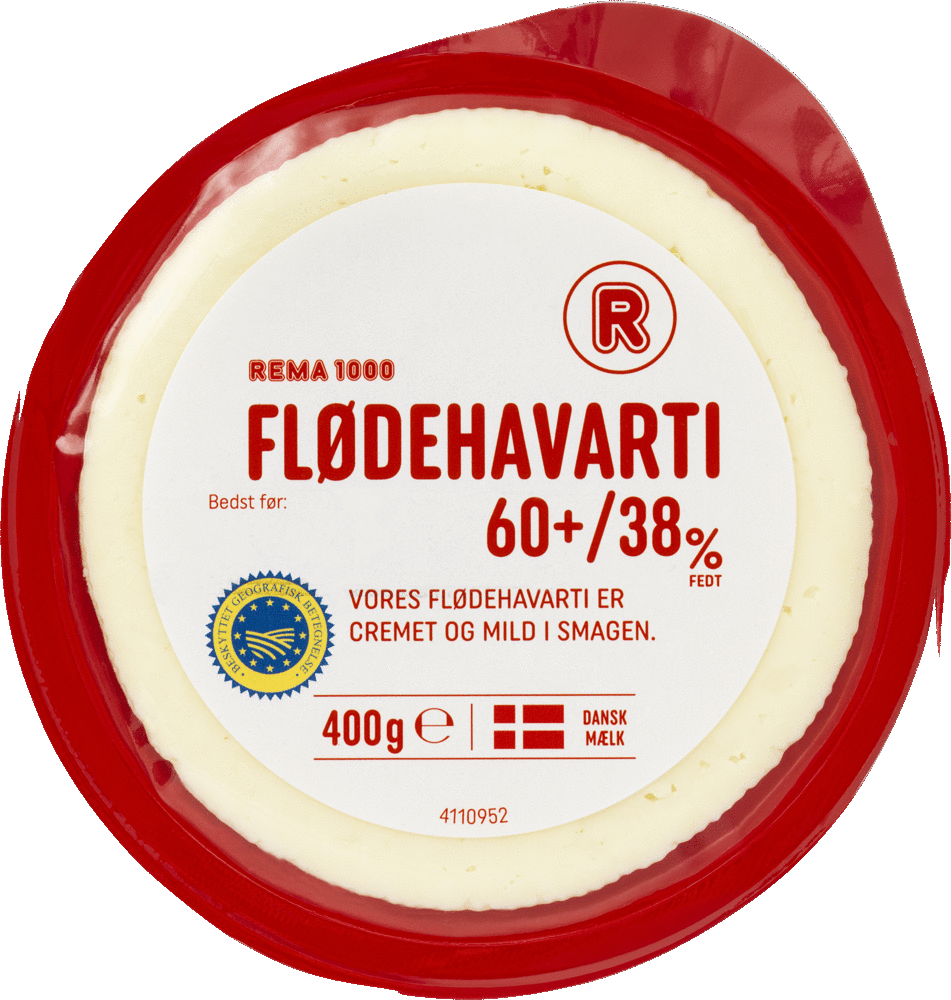 R
REMA 1000
FLØDEHAVARTI
Bedst før:
60+/38%
FEDT
BESKYTTET GEOGRAFISK BETEGNELSE
VORES FLØDEHAVARTI ER
CREMET OG MILD I SMAGEN.
400g ℮
DANSK
MÆLK
4110952